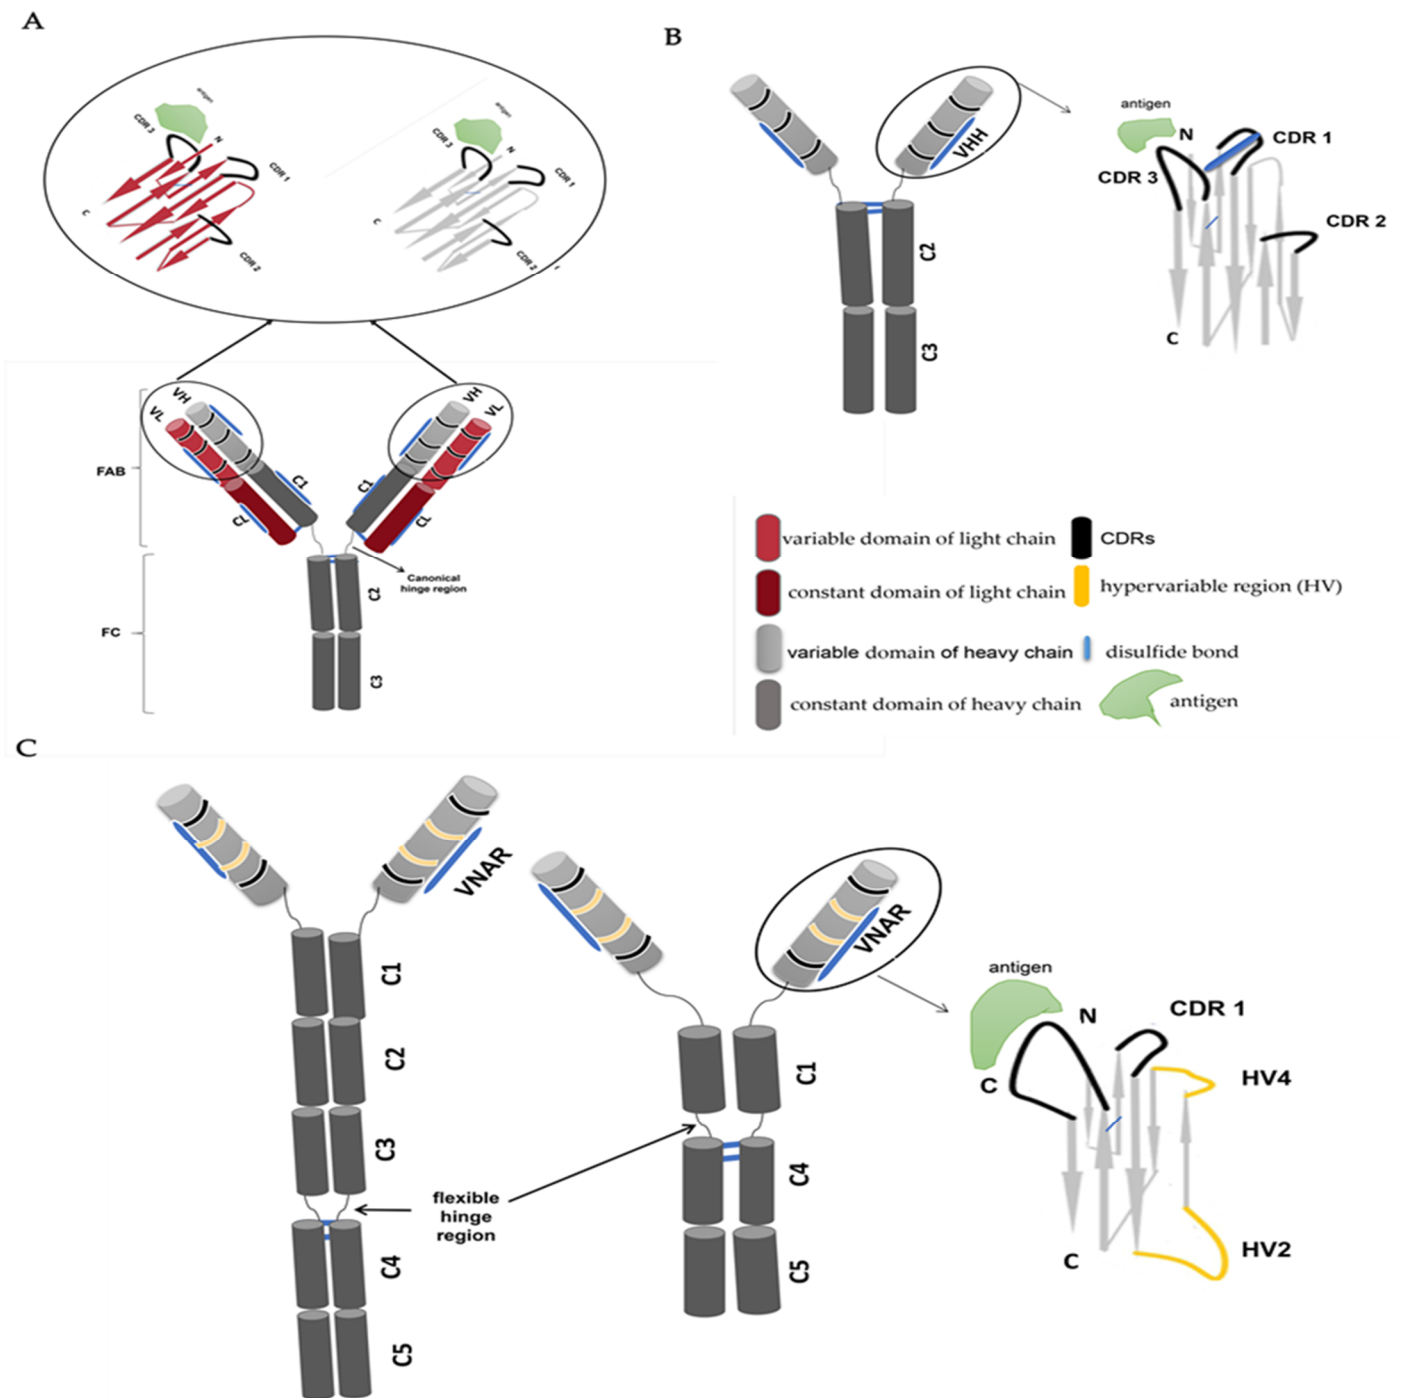 A
antigen
CDR 3
N
CDR 1
C
CDR 2
antigen
CDR 3
N
CDR 1
C
CDR 2
VH
VL
VH
VL
FAB
C1
CL
C1
CL
Canonical
hinge region
C2
FC
C3
B
VHH
C2
C3
antigen
N
CDR 1
CDR 3
CDR 2
C
variable domain of light chain
CDRs
constant domain of light chain
hypervariable region (HV)
variable domain of heavy chain
disulfide bond
constant domain of heavy chain
antigen
C
VNAR
C1
C2
C3
C4
C5
flexible
hinge
region
VNAR
C1
C4
C5
antigen
N
CDR 1
C
HV4
HV2
C